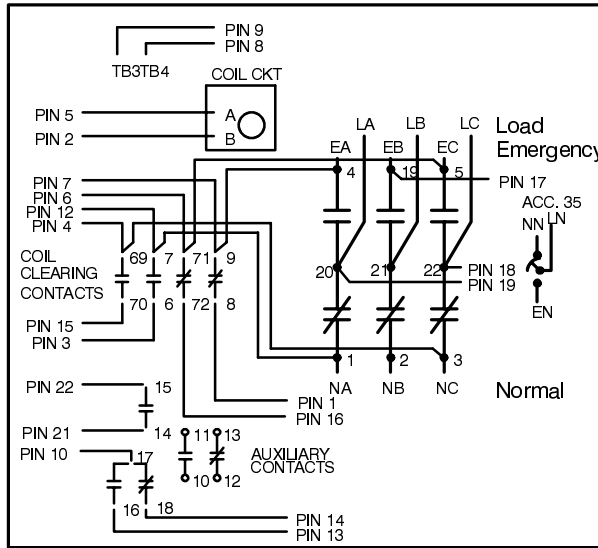 PIN 9
PIN 8
TB3TB4
COIL CKT
PIN 5
A
PIN 2
B
LA
LB
LC
Load
EA
EB
EC
Emergency
4
19
5
PIN 7
PIN 6
PIN 12
PIN 4
PIN 17
ACC. 35
NN
LN
COIL
CLEARING
CONTACTS
69
7
71
9
20
21
22
PIN 18
PIN 19
70
6
72
8
EN
PIN 15
PIN 3
1
2
3
NA
NB
NC
Normal
PIN 22
15
PIN 1
PIN 16
PIN 21
14
11
13
AUXILIARY
CONTACTS
PIN 10
17
10
12
16
18
PIN 14
PIN 13